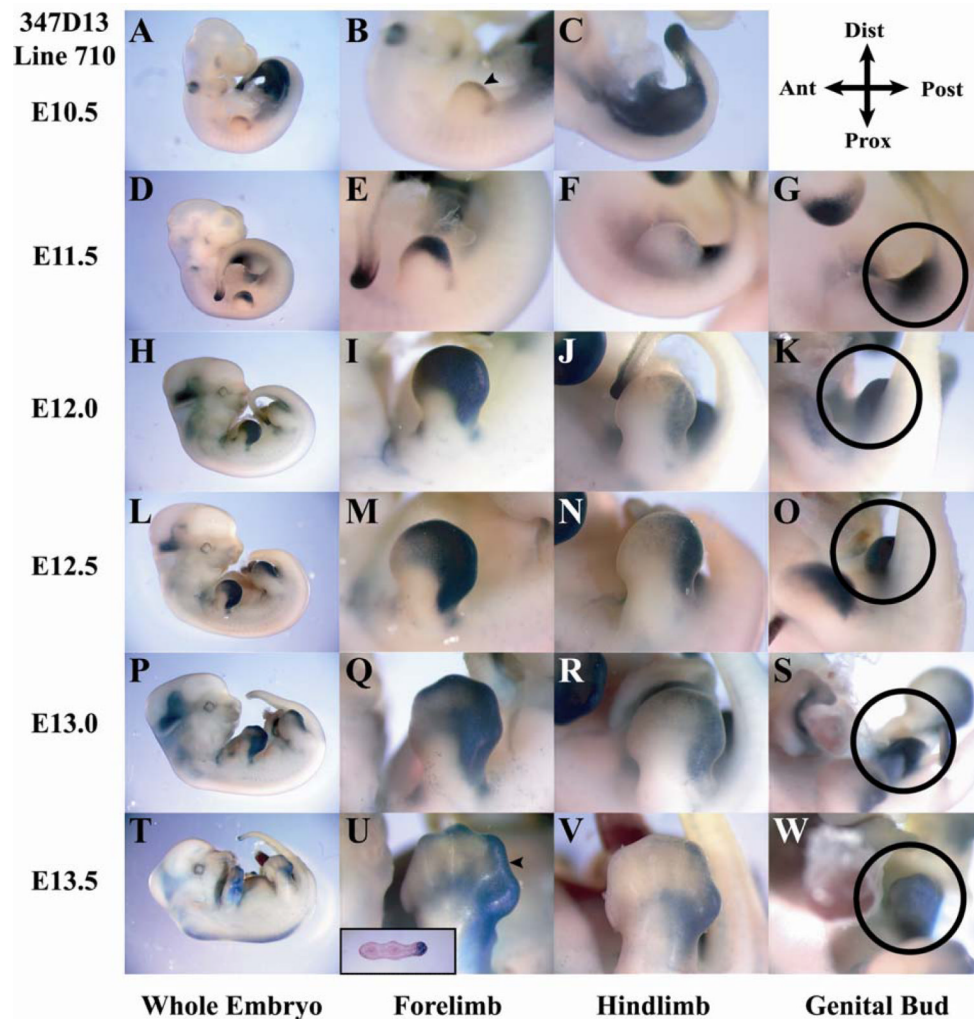 347D13
Line 710
A
B
C
Dist
Ant
Post
Prox
E10.5
D
E
F
G
E11.5
H
I
J
K
E12.0
L
M
N
O
E12.5
P
Q
R
S
E13.0
T
U
V
W
E13.5
Whole Embryo
Forelimb
Hindlimb
Genital Bud